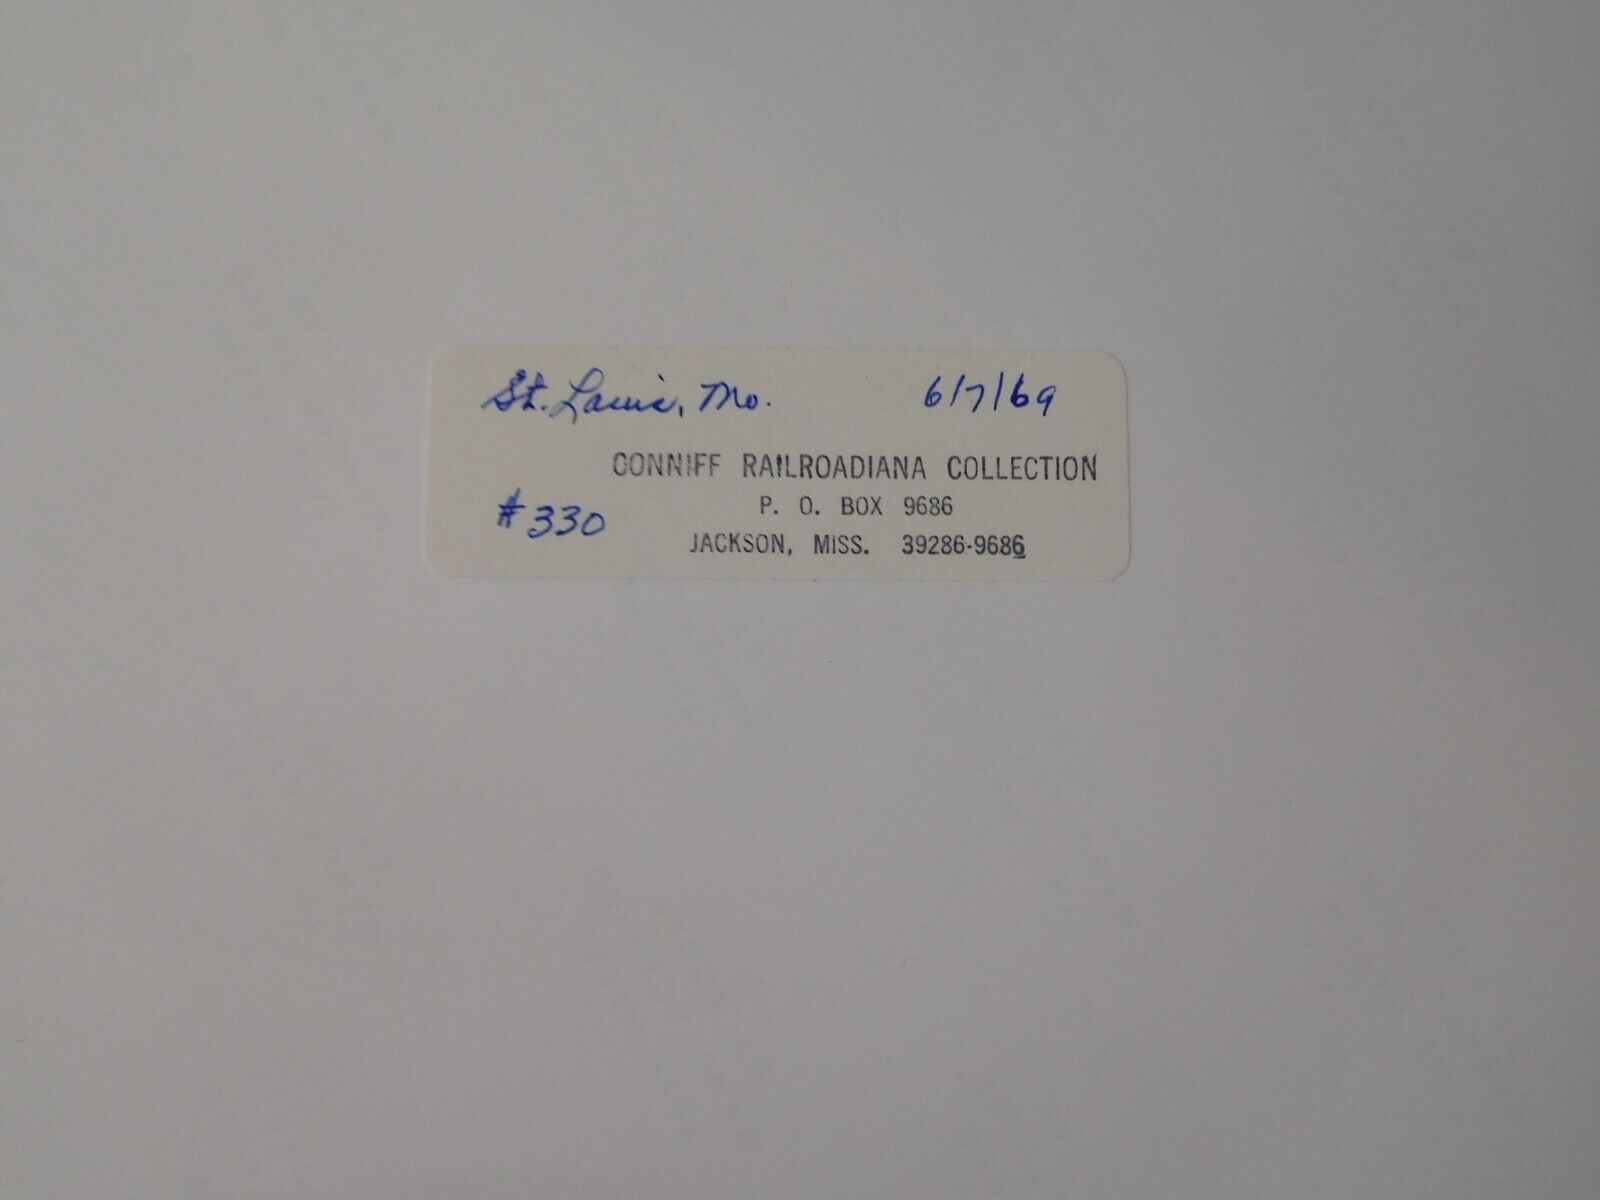 St. Louis, Mo. 6/7/69
CONNIFF RAILROADIANA COLLECTION
#330 P. O. BOX 9686
JACKSON, MISS. 39286-9686